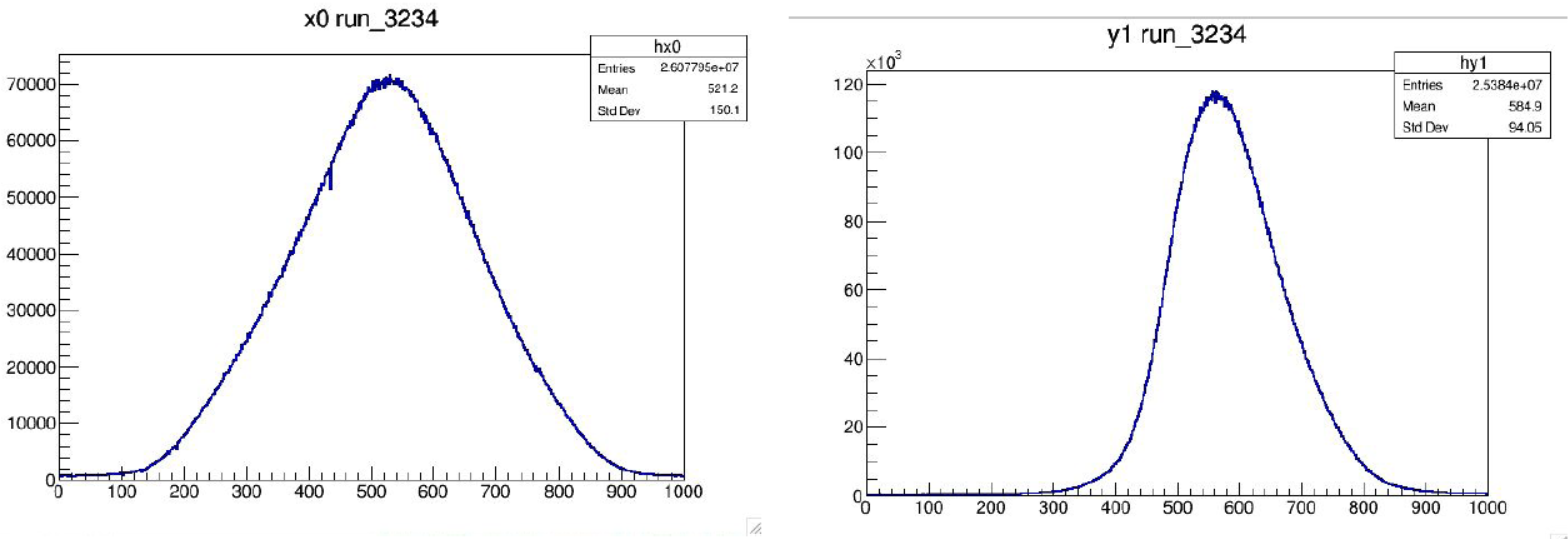 x0 run_3234
hx0
Entries 2.607795e+07
Mean 521.2
Std Dev 150.1
70000
60000
50000
40000
30000
20000
10000
0
0 100 200 300 400 500 600 700 800 900 1000
y1 run_3234
×10³
hy1
Entries 2.5384e+07
Mean 584.9
Std Dev 94.05
120
100
80
60
40
20
0
0 100 200 300 400 500 600 700 800 900 1000